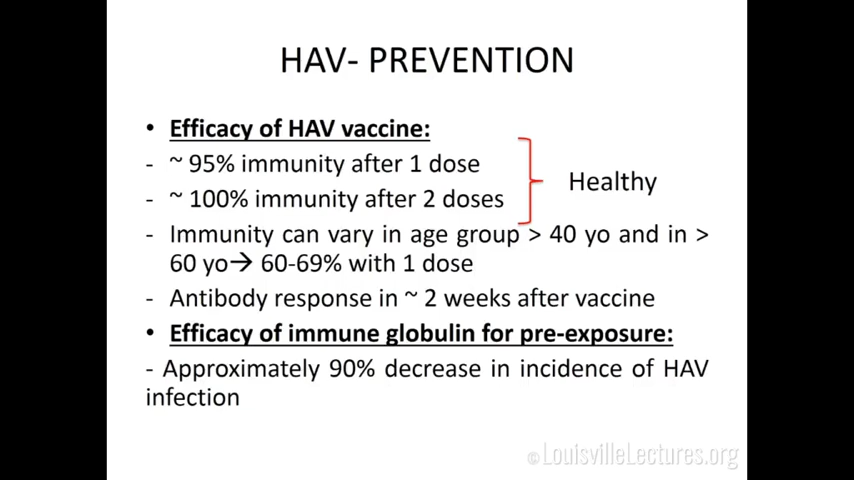 HAV- PREVENTION
• Efficacy of HAV vaccine:
- ~ 95% immunity after 1 dose
- ~ 100% immunity after 2 doses
Healthy
- Immunity can vary in age group > 40 yo and in >
60 yo→ 60-69% with 1 dose
- Antibody response in ~ 2 weeks after vaccine
• Efficacy of immune globulin for pre-exposure:
- Approximately 90% decrease in incidence of HAV
infection
©LouisvilleLectures.org